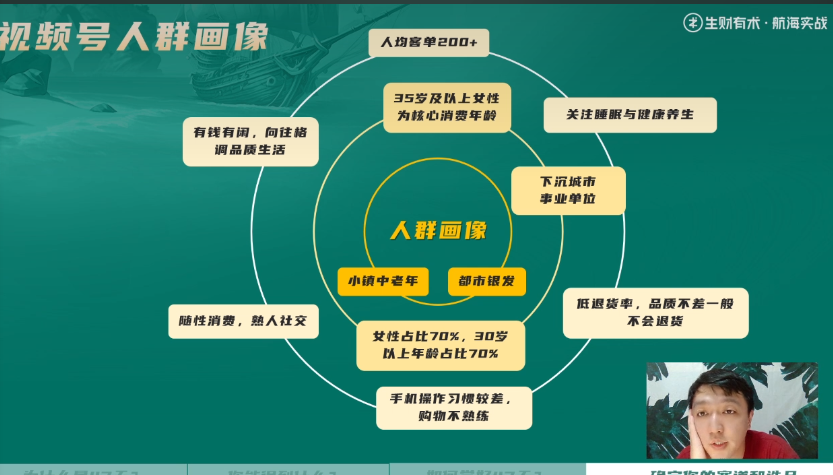 视频号人群画像
生财有术·航海实战
人均客单200+
35岁及以上女性
为核心消费年龄
关注睡眠与健康养生
有钱有闲，向往格
调品质生活
下沉城市
事业单位
人群画像
小镇中老年
都市银发
低退货率，品质不差一般
不会退货
随性消费，熟人社交
女性占比70%，30岁
以上年龄占比70%
手机操作习惯较差，
购物不熟练